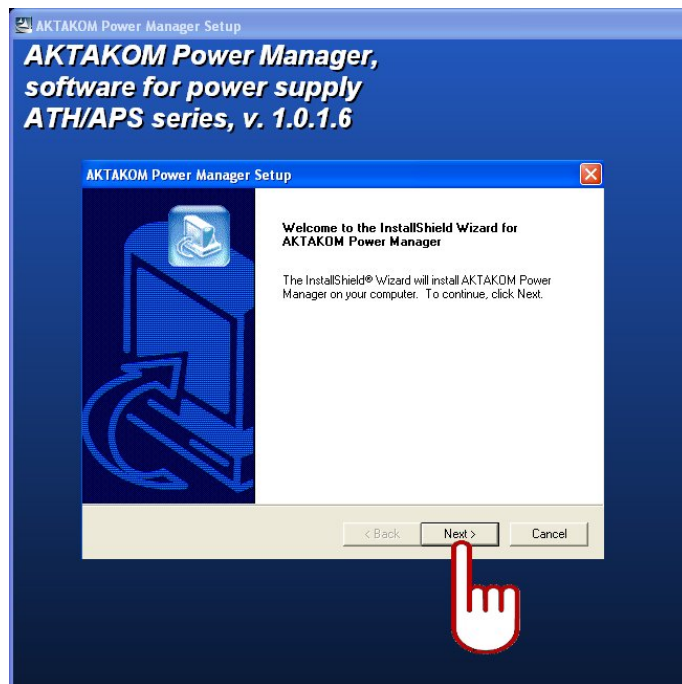 AKTAKOM Power Manager Setup
AKTAKOM Power Manager,
software for power supply
ATH/APS series, v. 1.0.1.6
AKTAKOM Power Manager Setup
Welcome to the InstallShield Wizard for
AKTAKOM Power Manager
The InstallShield® Wizard will install AKTAKOM Power
Manager on your computer. To continue, click Next.
< Back Next > Cancel